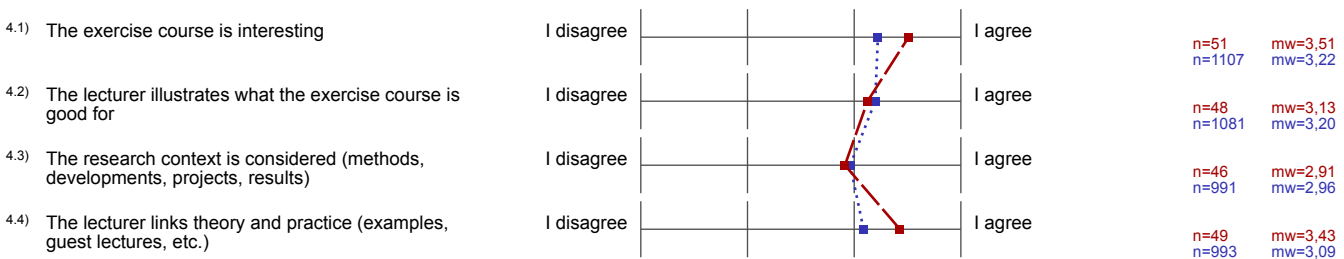 4.1) The exercise course is interesting I disagree I agree
n=51 mw=3,51
n=1107 mw=3,22
4.2) The lecturer illustrates what the exercise course is
good for
I disagree I agree
n=48 mw=3,13
n=1081 mw=3,20
4.3) The research context is considered (methods,
developments, projects, results)
I disagree I agree
n=46 mw=2,91
n=991 mw=2,96
4.4) The lecturer links theory and practice (examples,
guest lectures, etc.)
I disagree I agree
n=49 mw=3,43
n=993 mw=3,09